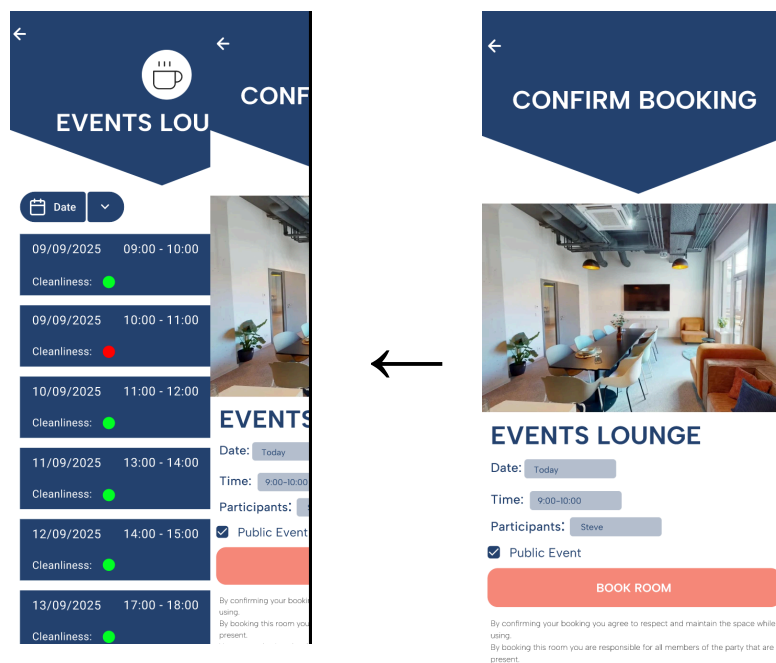 EVENTS LOU
Date
09/09/2025 09:00 - 10:00
Cleanliness:
09/09/2025 10:00 - 11:00
Cleanliness:
10/09/2025 11:00 - 12:00
Cleanliness:
11/09/2025 13:00 - 14:00
Cleanliness:
12/09/2025 14:00 - 15:00
Cleanliness:
13/09/2025 17:00 - 18:00
Cleanliness:
CONF
EVENTS
Date: Today
Time: 9:00-10:00
Participants:
Public Event
By confirming your booki
using.
By booking this room you
present.
CONFIRM BOOKING
EVENTS LOUNGE
Date: Today
Time: 9:00-10:00
Participants: Steve
Public Event
BOOK ROOM
By confirming your booking you agree to respect and maintain the space while
using.
By booking this room you are responsible for all members of the party that are
present.